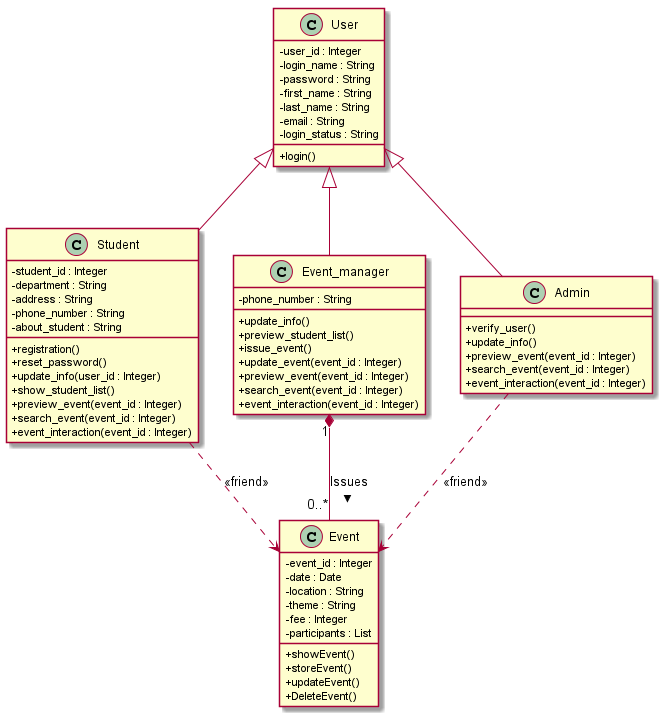 C User
-user_id : Integer
-login_name : String
-password : String
-first_name : String
-last_name : String
-email : String
-login_status : String
+login()
C Student
-student_id : Integer
-department : String
-address : String
-phone_number : String
-about_student : String
+registration()
+reset_password()
+update_info(user_id : Integer)
+show_student_list()
+preview_event(event_id : Integer)
+search_event(event_id : Integer)
+event_interaction(event_id : Integer)
C Event_manager
-phone_number : String
+update_info()
+preview_student_list()
+issue_event()
+update_event(event_id : Integer)
+preview_event(event_id : Integer)
+search_event(event_id : Integer)
+event_interaction(event_id : Integer)
C Admin
+verify_user()
+update_info()
+preview_event(event_id : Integer)
+search_event(event_id : Integer)
+event_interaction(event_id : Integer)
1
«friend»
Issues
«friend»
0..*
C Event
-event_id : Integer
-date : Date
-location : String
-theme : String
-fee : Integer
-participants : List
+showEvent()
+storeEvent()
+updateEvent()
+DeleteEvent()